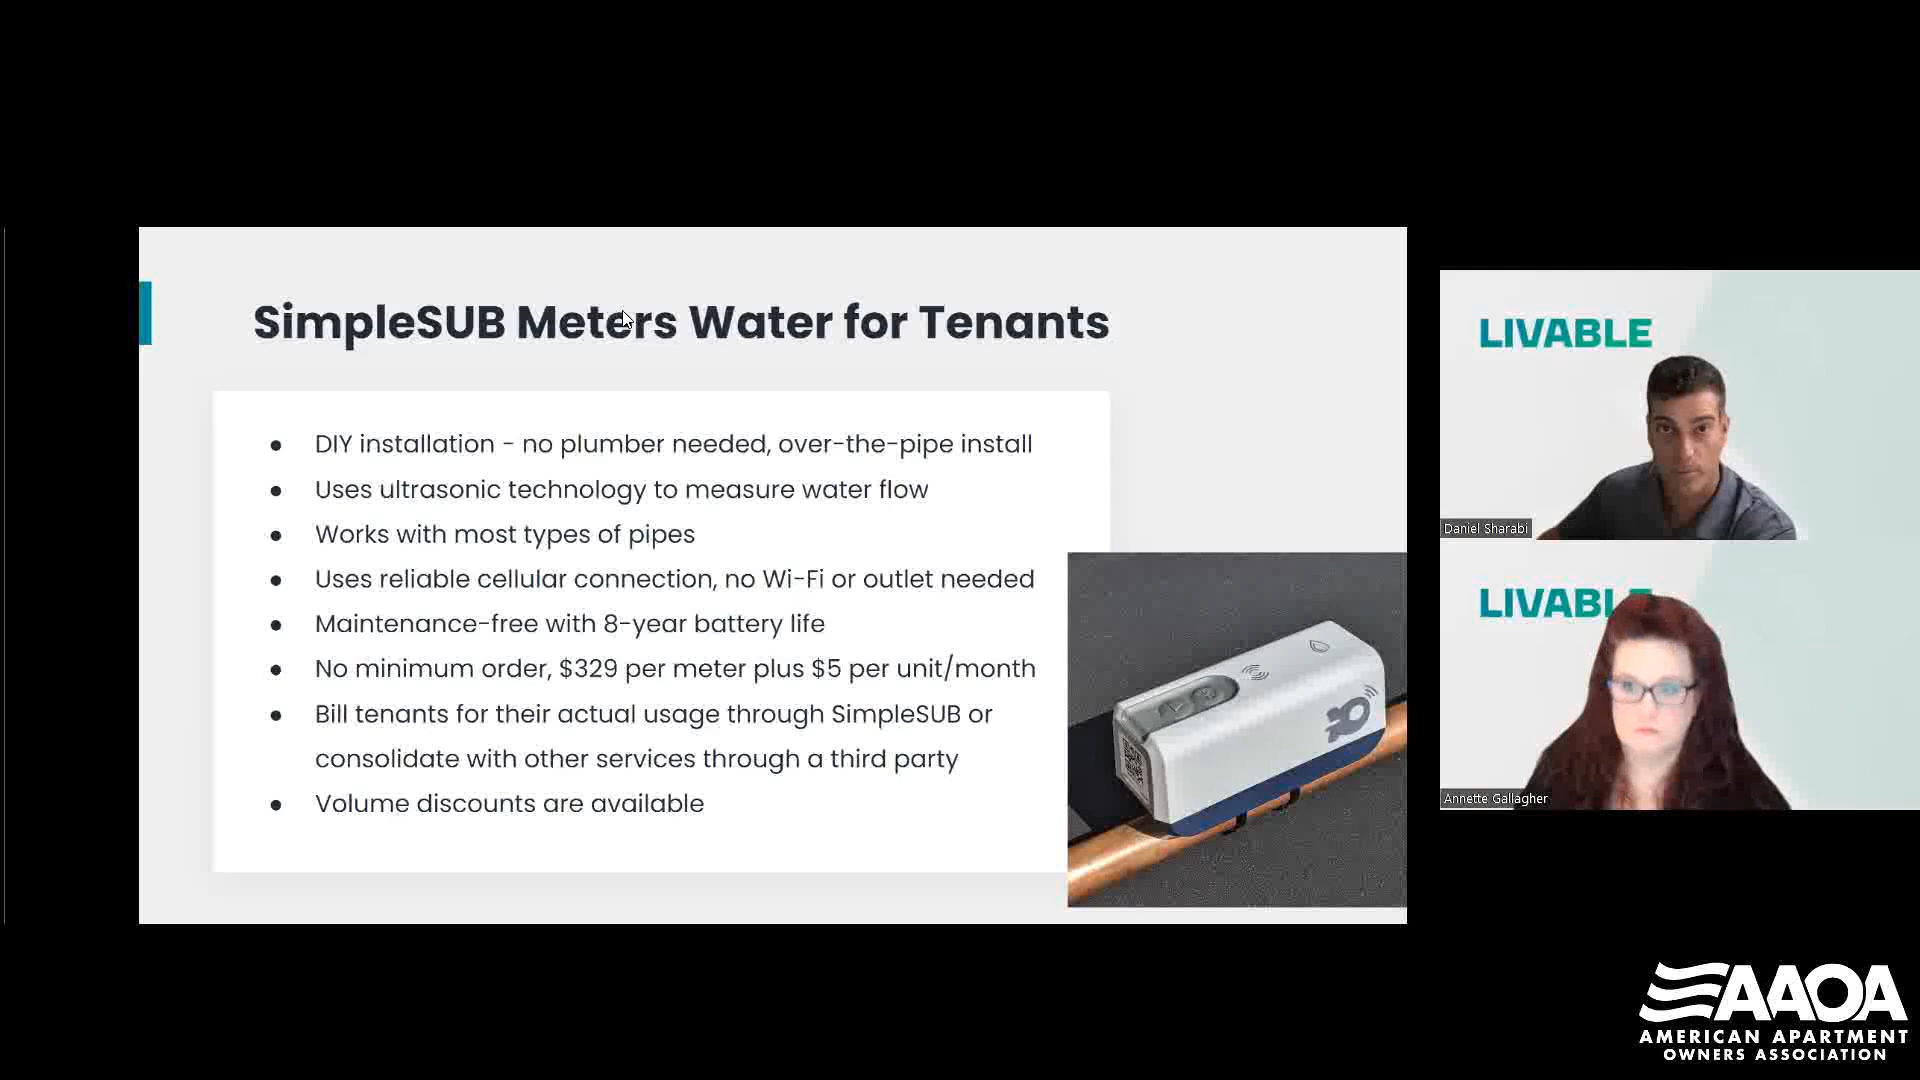 SimpleSUB Meters Water for Tenants
● DIY installation - no plumber needed, over-the-pipe install
● Uses ultrasonic technology to measure water flow
● Works with most types of pipes
● Uses reliable cellular connection, no Wi-Fi or outlet needed
● Maintenance-free with 8-year battery life
● No minimum order, $329 per meter plus $5 per unit/month
● Bill tenants for their actual usage through SimpleSUB or
consolidate with other services through a third party
● Volume discounts are available
LIVABLE
Daniel Sharabi
LIVABLE
Annette Gallagher
AAOA
AMERICAN APARTMENT
OWNERS ASSOCIATION